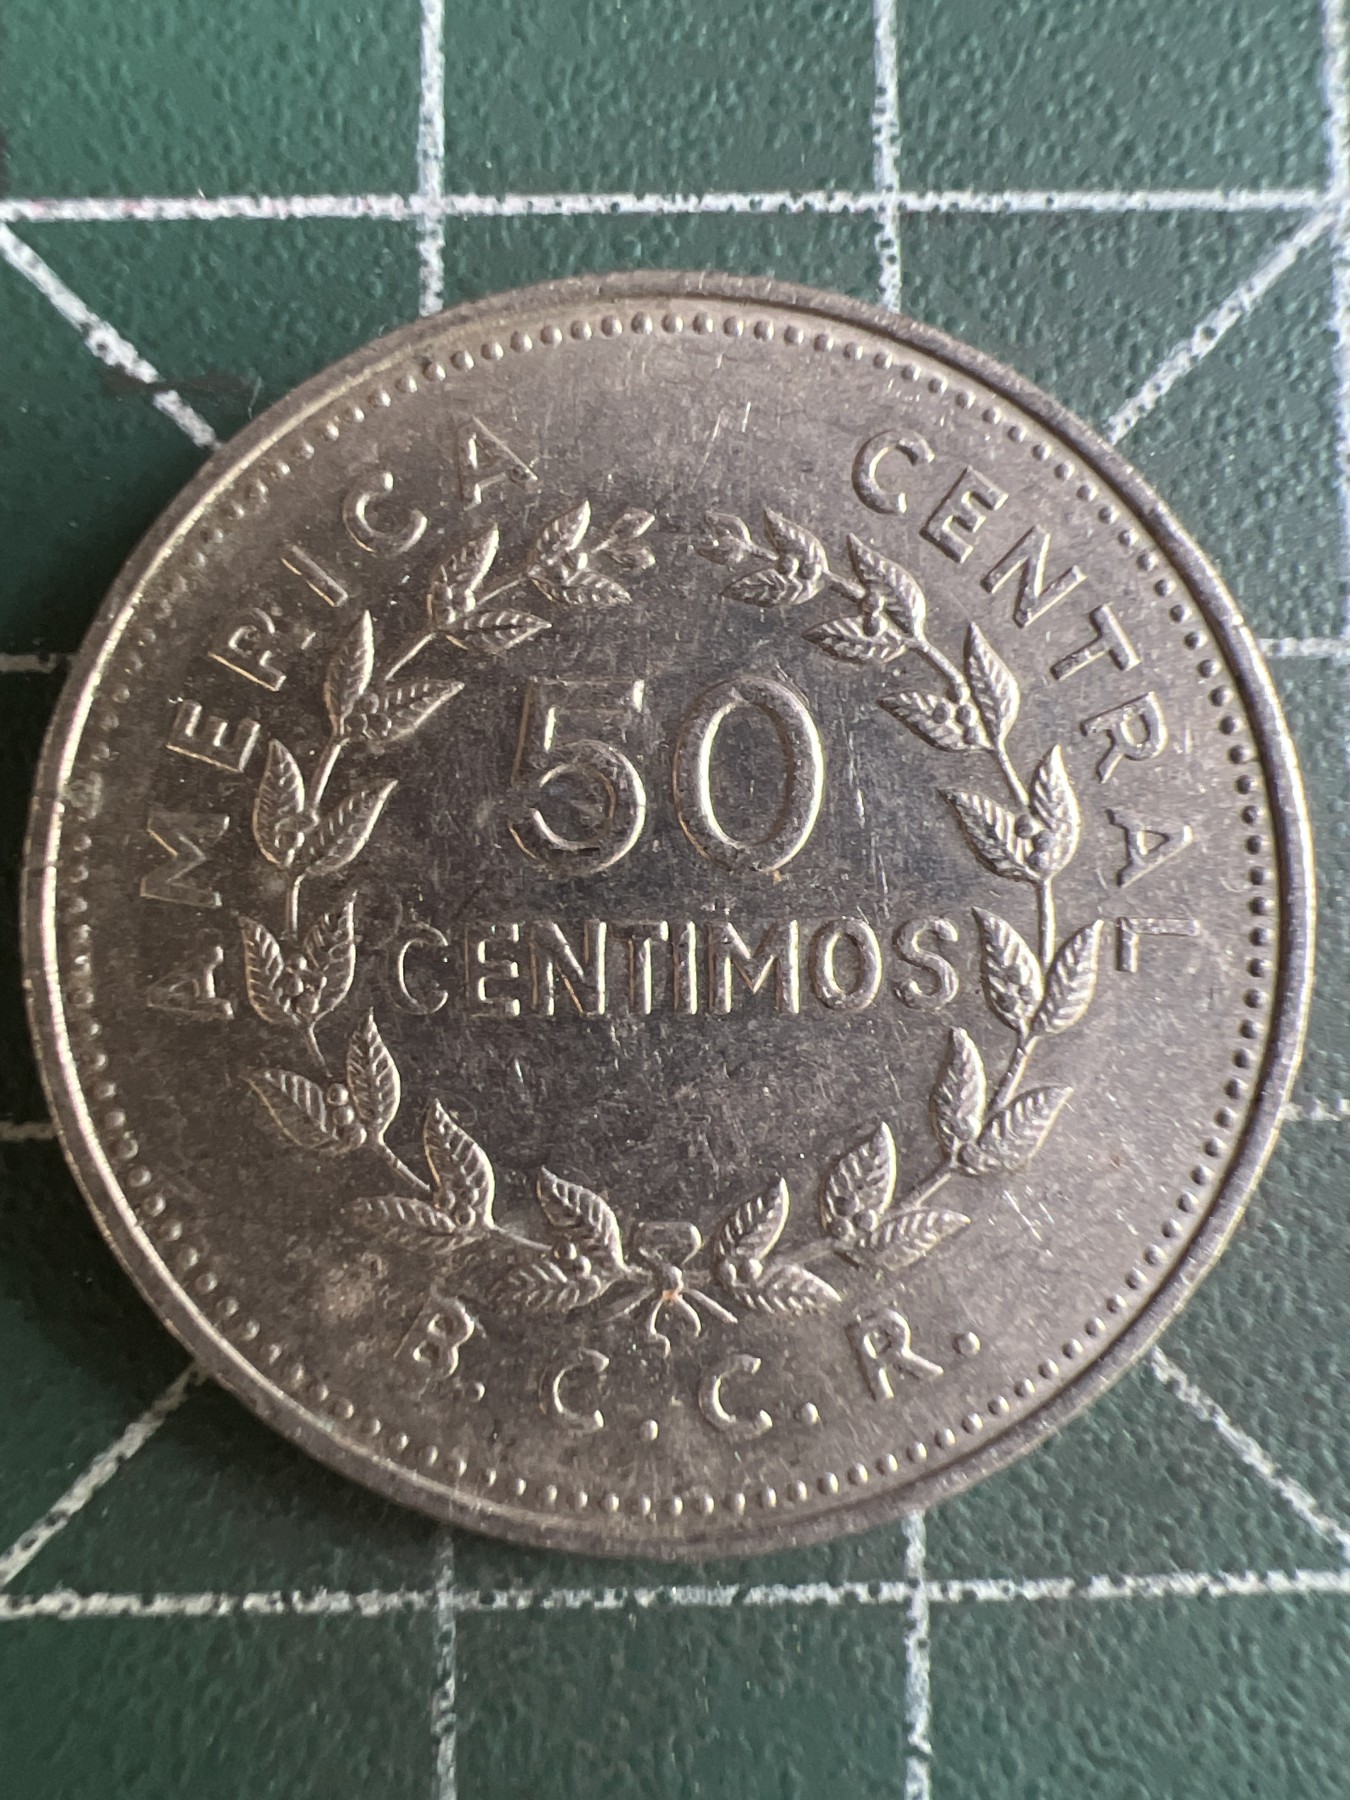 AMERICA CENTRAL
50
CENTIMOS
B.C.C.R.